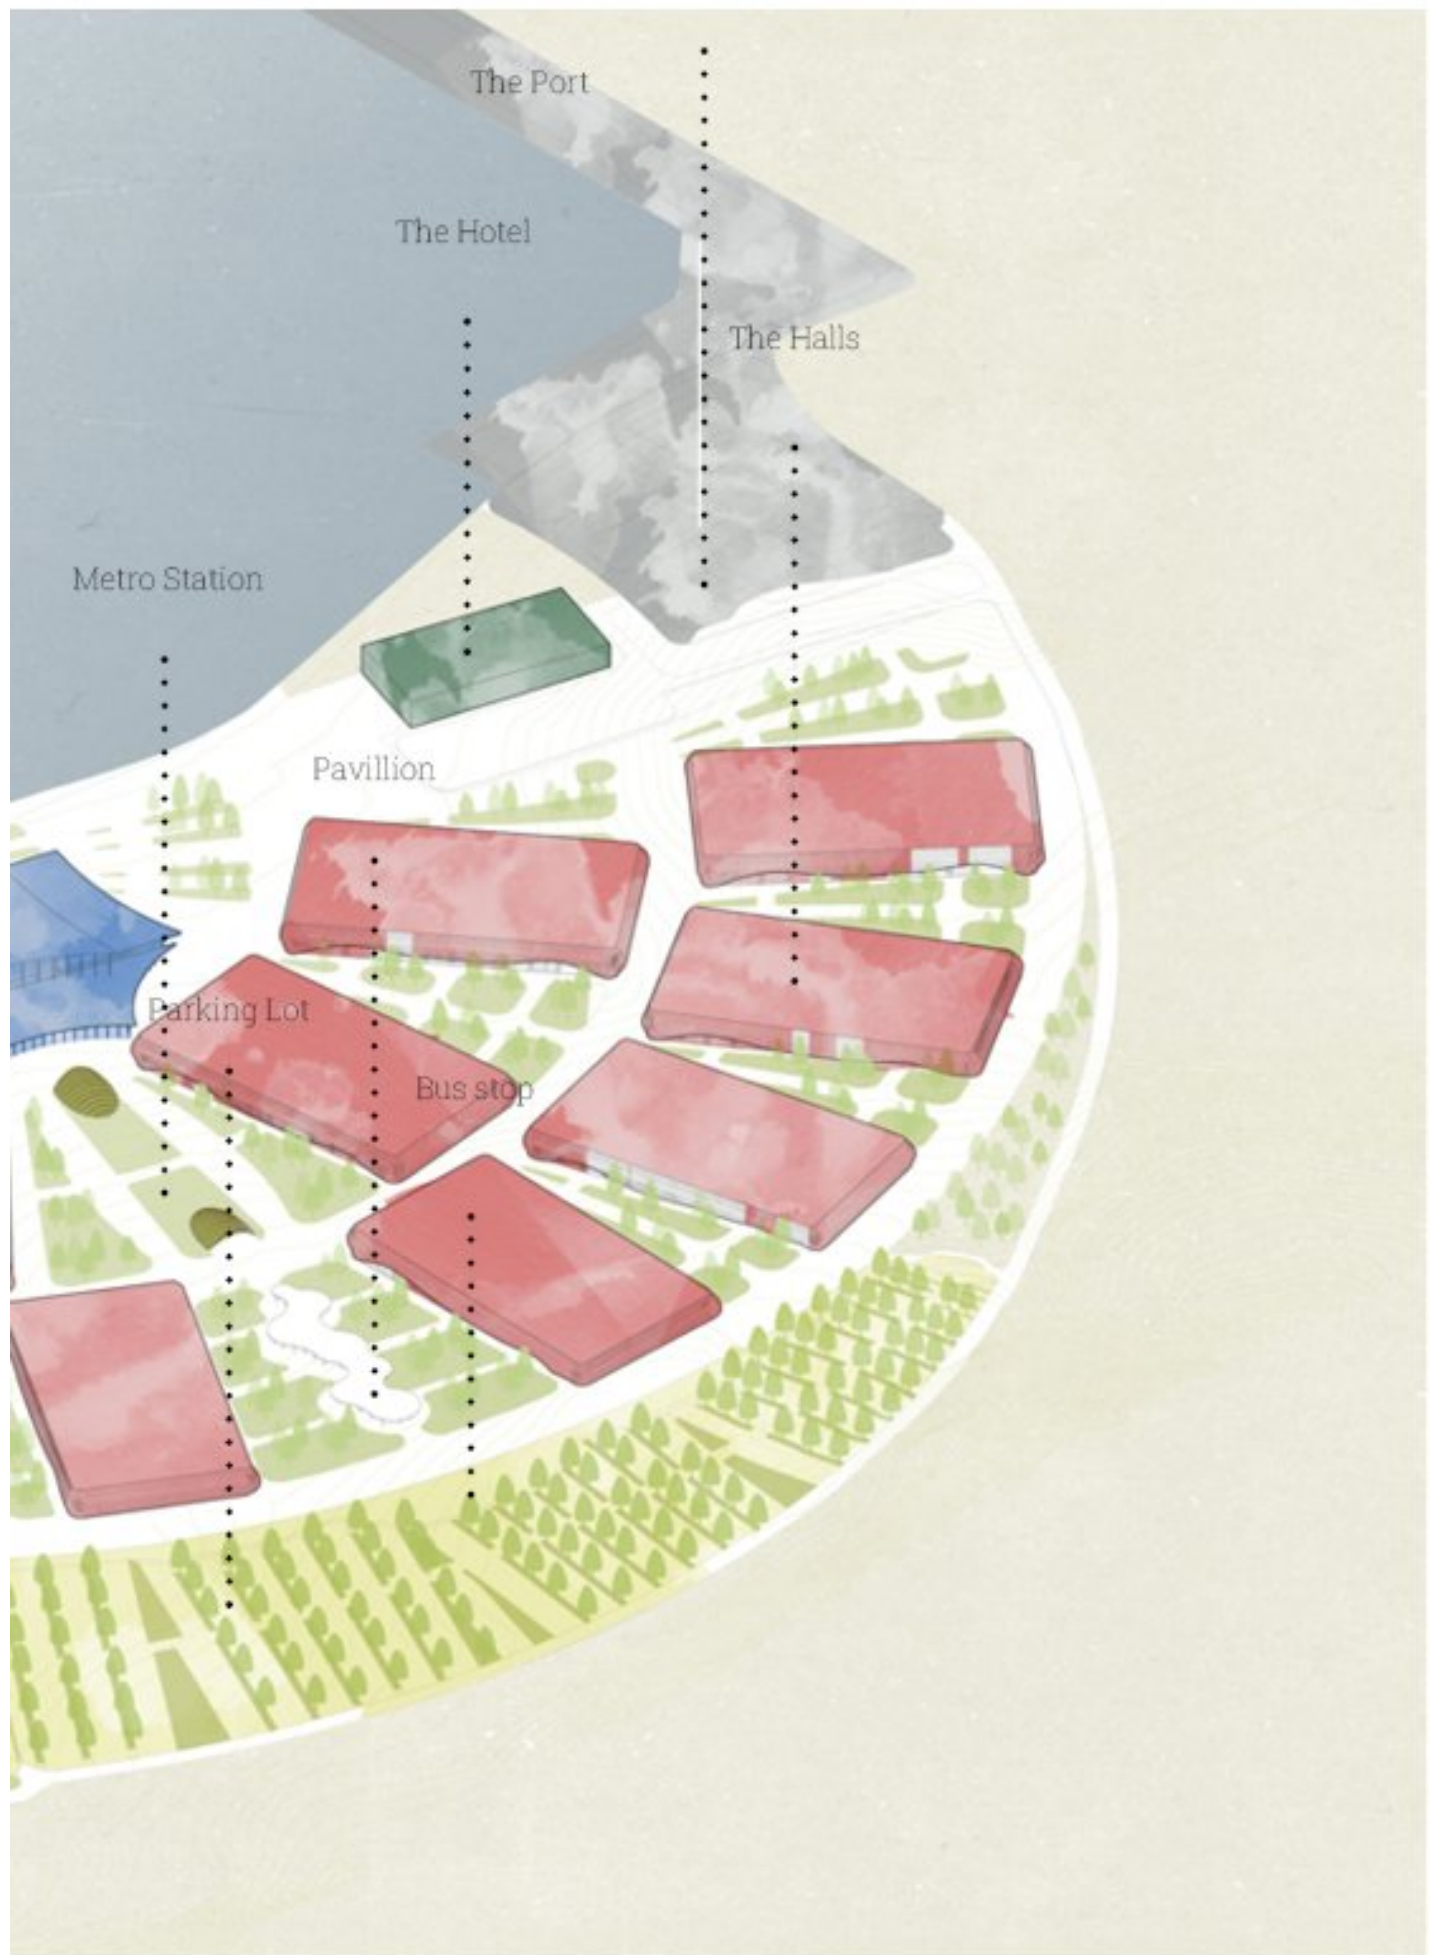 The Port
The Hotel
The Halls
Metro Station
Pavillion
Parking Lot
Bus stop